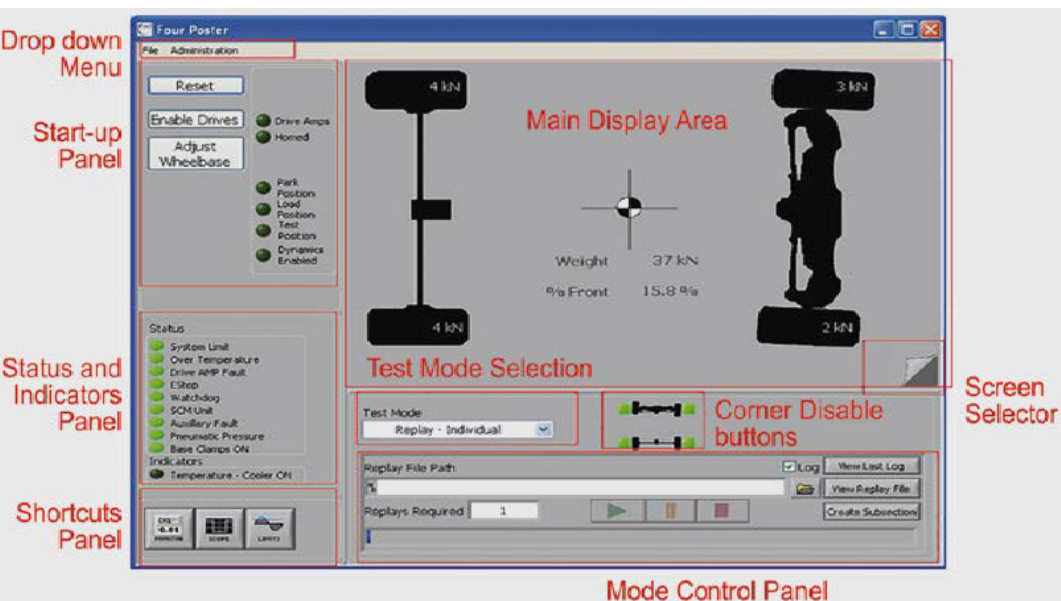 Four Poster
Drop down
Menu
File Administration
Start-up
Panel
Reset
Enable Drives
Adjust
Wheelbase
Drive Amps
Homed
Park
Position
Load
Position
Test
Position
Dynamics
Enabled
Main Display Area
4 kN
3 kN
Weight 37 kN
% Front 15.8 %
4 kN
2 kN
Test Mode Selection
Screen
Selector
Status and
Indicators
Panel
Status
System Limit
Over Temperature
Drive AMP Fault
EStop
Watchdog
SCM Unit
Auxiliary Fault
Pneumatic Pressure
Base Clamps ON
Indicators
Temperature - Cooler ON
Test Mode
Replay - Individual
Corner Disable
buttons
Replay File Path
Log
View Last Log
View Replay File
Replays Required 1
Create Subsection
Shortcuts
Panel
SCOPE
LIMITS
Mode Control Panel